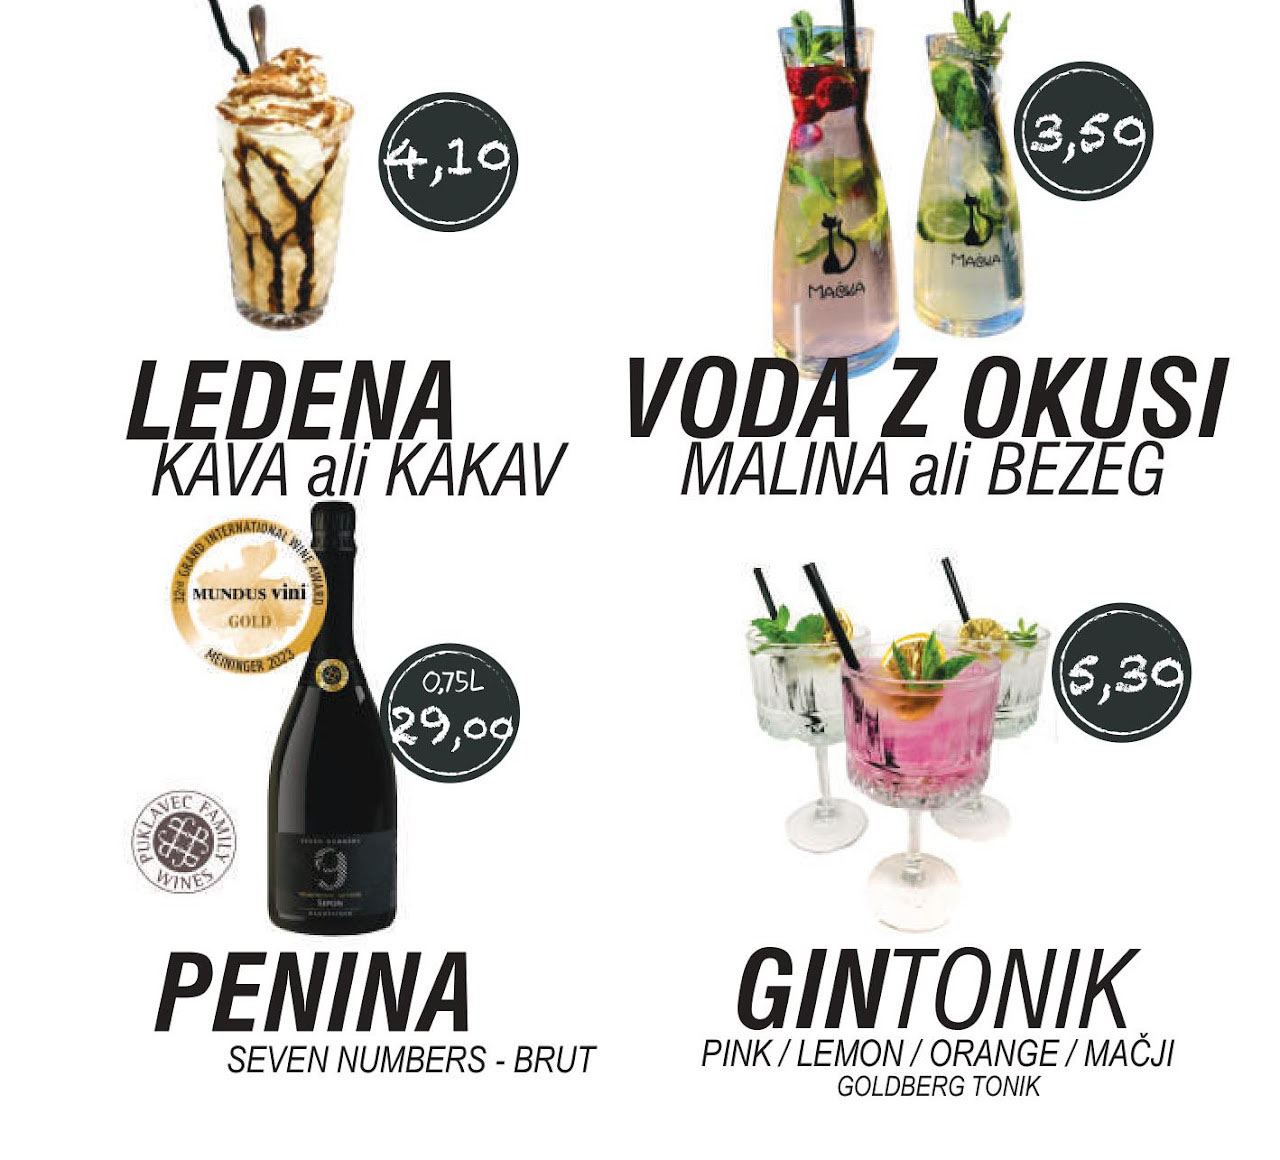 4,10
3,50
MAČKA
MAČKA
LEDENA
KAVA ali KAKAV
VODA Z OKUSI
MALINA ali BEZEG
32nd GRAND INTERNATIONAL WINE AWARD
MUNDUS vini
GOLD
MEININGER 2023
0,75L
29,00
PUKLAVEC FAMILY
WINES
SEVEN NUMBERS
9
ŠIPON
5,30
PENINA
SEVEN NUMBERS - BRUT
GINTONIK
PINK / LEMON / ORANGE / MAČJI
GOLDBERG TONIK